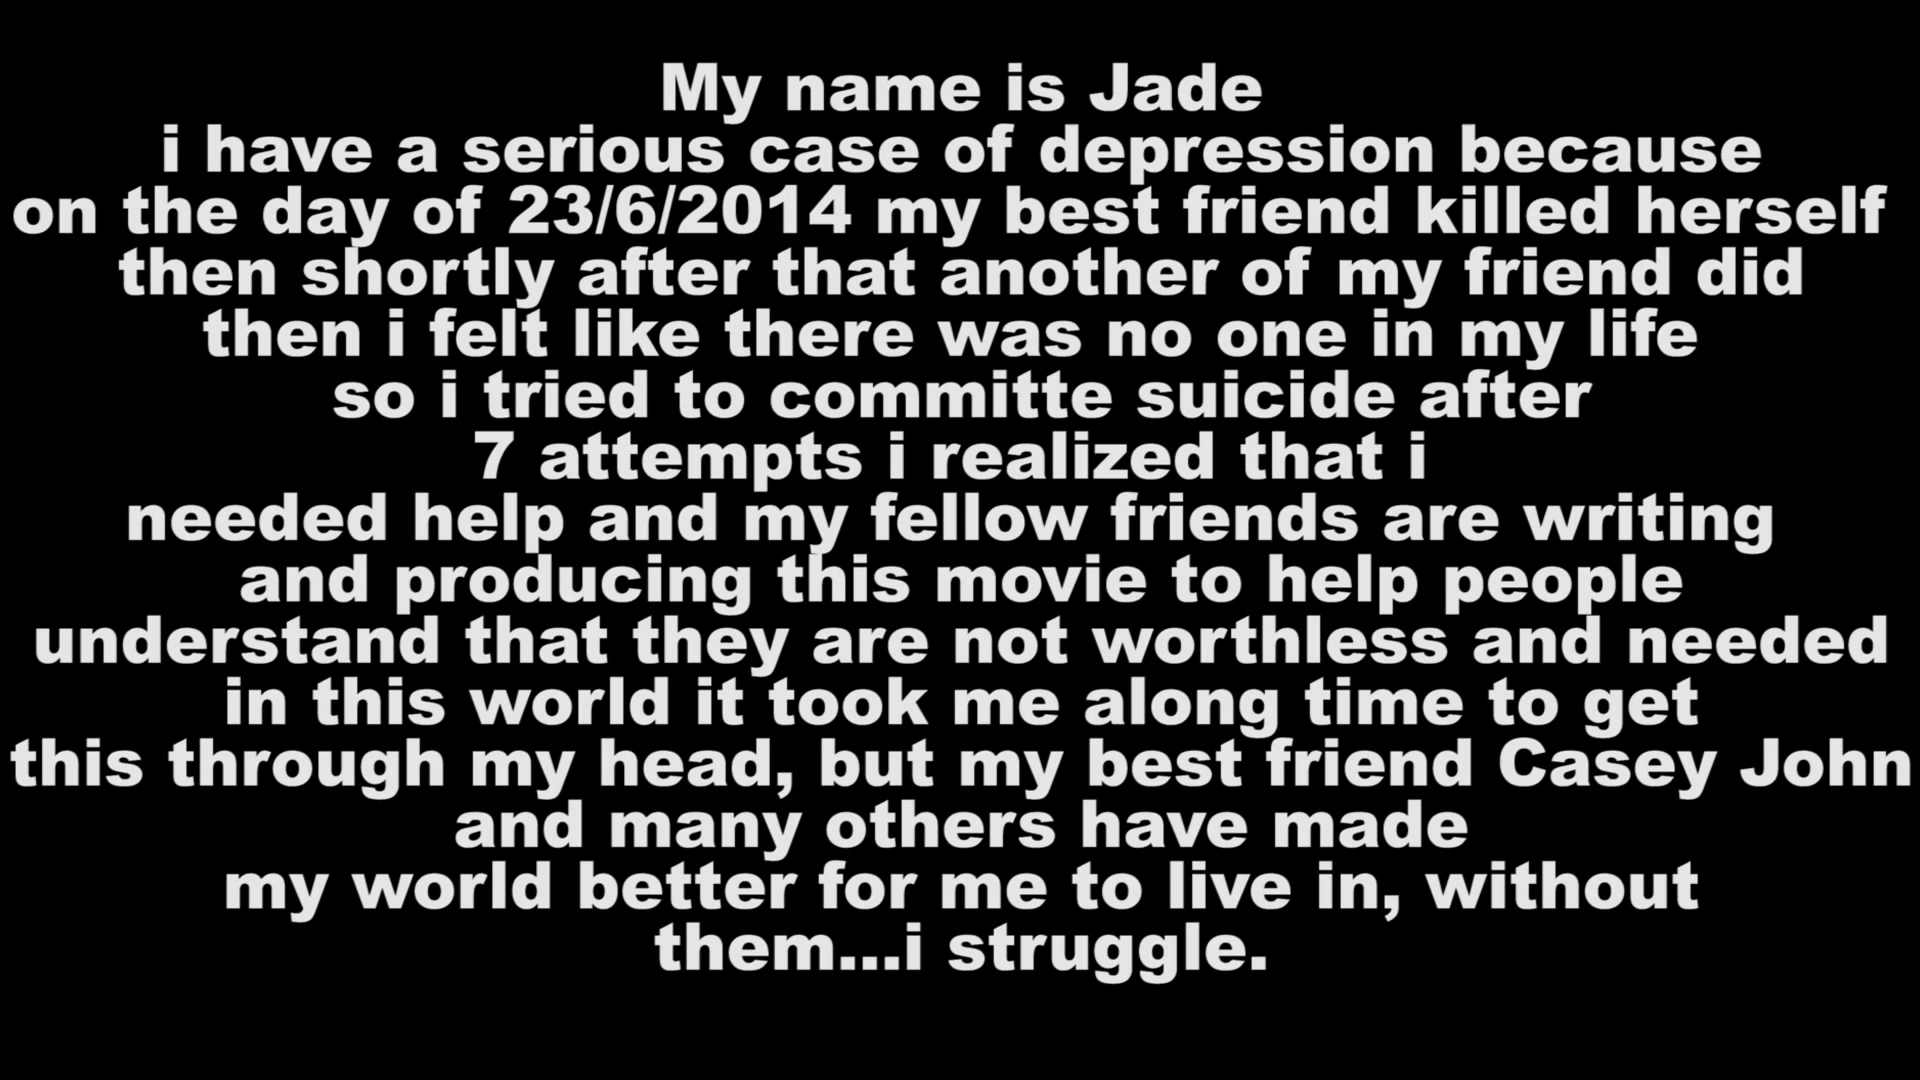 My name is Jade
i have a serious case of depression because
on the day of 23/6/2014 my best friend killed herself
then shortly after that another of my friend did
then i felt like there was no one in my life
so i tried to committe suicide after
7 attempts i realized that i
needed help and my fellow friends are writing
and producing this movie to help people
understand that they are not worthless and needed
in this world it took me along time to get
this through my head, but my best friend Casey John
and many others have made
my world better for me to live in, without
them...i struggle.